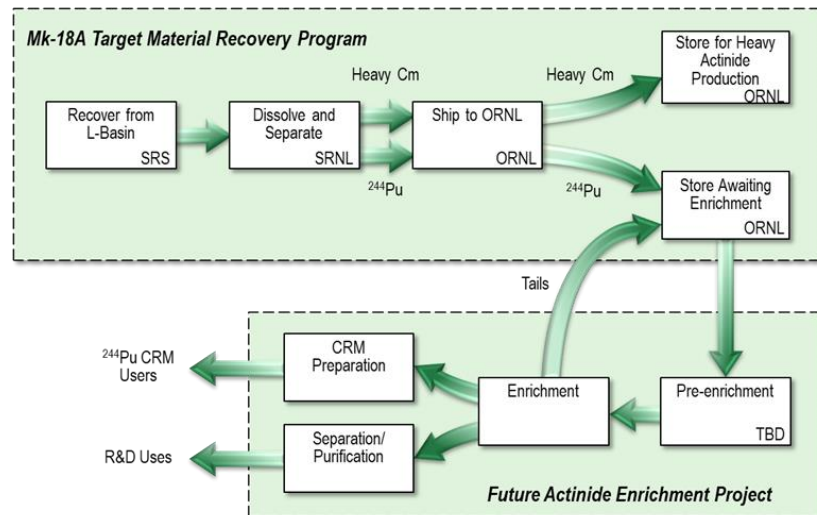 Mk-18A Target Material Recovery Program
Recover from
L-Basin
SRS
Dissolve and
Separate
SRNL
Heavy Cm
²⁴⁴Pu
Ship to ORNL
ORNL
Heavy Cm
²⁴⁴Pu
Store for Heavy
Actinide
Production
ORNL
Store Awaiting
Enrichment
ORNL
Tails
²⁴⁴Pu CRM
Users
CRM
Preparation
Enrichment
Pre-enrichment
TBD
R&D Uses
Separation/
Purification
Future Actinide Enrichment Project